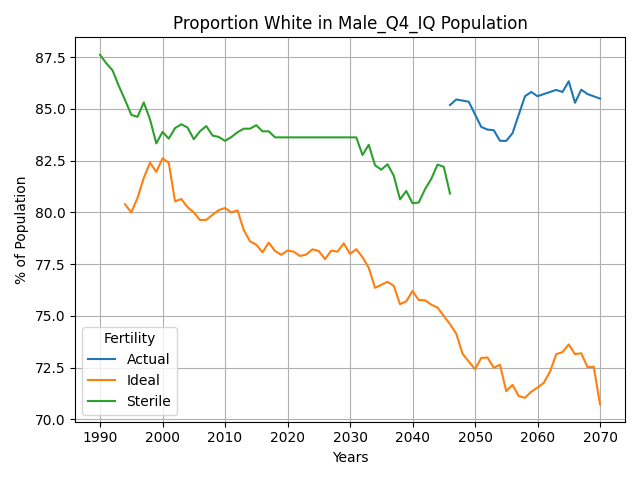 Proportion White in Male_Q4_IQ Population
87.5
85.0
82.5
80.0
77.5
75.0
72.5
70.0
% of Population
Fertility
Actual
Ideal
Sterile
1990 2000 2010 2020 2030 2040 2050 2060 2070
Years